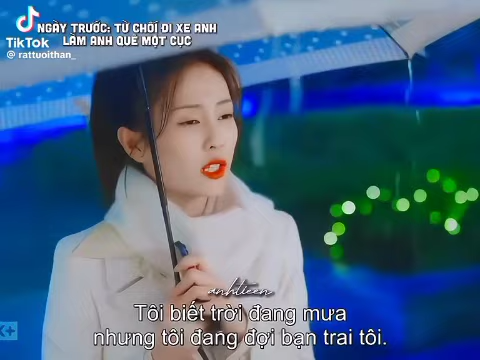 NGÀY TRƯỚC: TỪ CHỐI ĐI XE ANH
LÀM ANH QUÊ MỘT CỤC
TikTok
@ rattuoithan_
anhtieen
Tôi biết trời đang mưa
nhưng tôi đang đợi bạn trai tôi.
K+